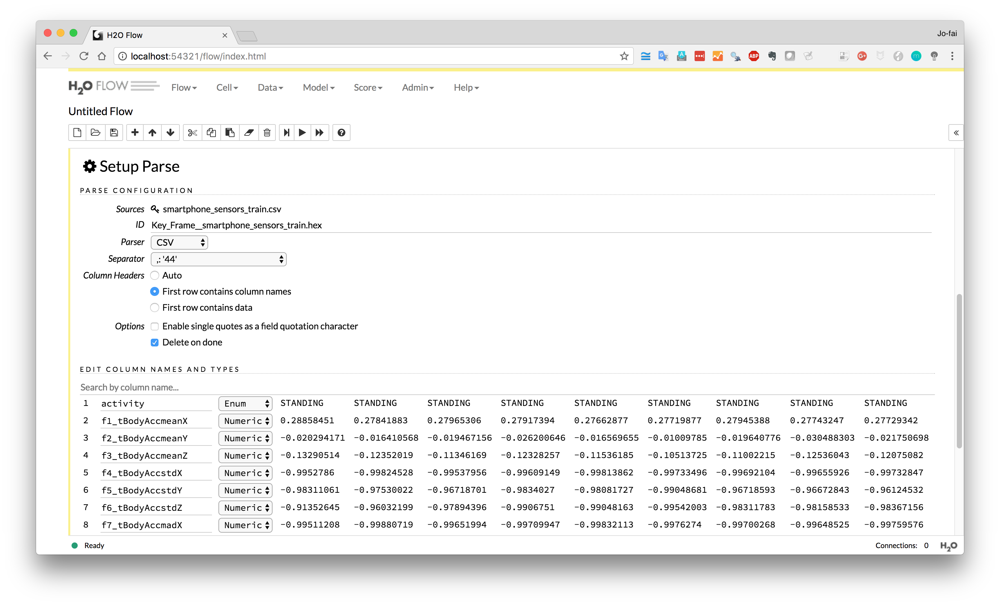 H2O Flow
Jo-fai
localhost:54321/flow/index.html
ABP
G+
m
H2O FLOW Flow Cell Data Model Score Admin Help
Untitled Flow
Setup Parse
PARSE CONFIGURATION
Sources smartphone_sensors_train.csv
ID Key_Frame__smartphone_sensors_train.hex
Parser CSV
Separator ,: '44'
Column Headers Auto
First row contains column names
First row contains data
Options Enable single quotes as a field quotation character
Delete on done
EDIT COLUMN NAMES AND TYPES
Search by column name...
1 activity Enum STANDING STANDING STANDING STANDING STANDING STANDING STANDING STANDING STANDING
2 f1_tBodyAccmeanX Numeric 0.28858451 0.27841883 0.27965306 0.27917394 0.27662877 0.27719877 0.27945388 0.27743247 0.27729342
3 f2_tBodyAccmeanY Numeric -0.020294171 -0.016410568 -0.019467156 -0.026200646 -0.016569655 -0.01009785 -0.019640776 -0.030488303 -0.021750698
4 f3_tBodyAccmeanZ Numeric -0.13290514 -0.12352019 -0.11346169 -0.12328257 -0.11536185 -0.10513725 -0.11002215 -0.12536043 -0.12075082
5 f4_tBodyAccstdX Numeric -0.9952786 -0.99824528 -0.99537956 -0.99609149 -0.99813862 -0.99733496 -0.99692104 -0.99655926 -0.99732847
6 f5_tBodyAccstdY Numeric -0.98311061 -0.97530022 -0.96718701 -0.9834027 -0.98081727 -0.99048681 -0.96718593 -0.96672843 -0.96124532
7 f6_tBodyAccstdZ Numeric -0.91352645 -0.96032199 -0.97894396 -0.9906751 -0.99048163 -0.99542003 -0.98311783 -0.98158533 -0.98367156
8 f7_tBodyAccmadX Numeric -0.99511208 -0.99880719 -0.99651994 -0.99709947 -0.99832113 -0.9976274 -0.99700268 -0.99648525 -0.99759576
Ready
Connections: 0 H2O